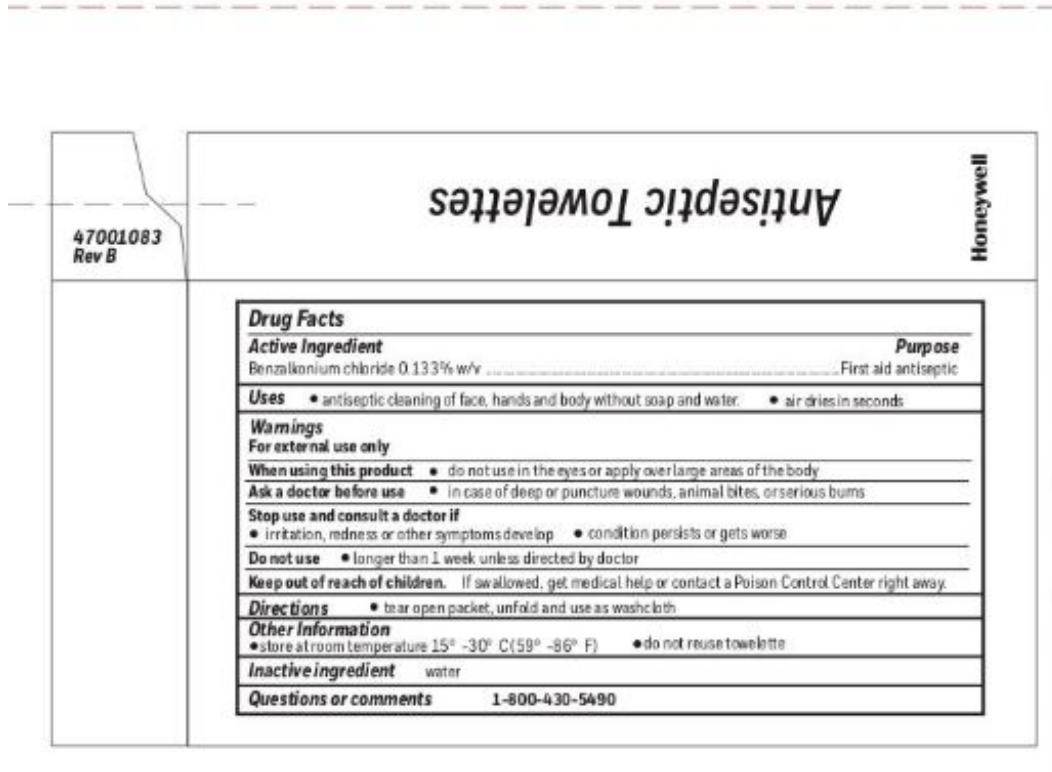 Antiseptic Towelettes
Honeywell
47001083
Rev B
Drug Facts
Active Ingredient Purpose
Benzalkonium chloride 0.133% w/v ........ First aid antiseptic
Uses • antiseptic cleaning of face, hands and body without soap and water. • air dries in seconds
Warnings
For external use only
When using this product • do not use in the eyes or apply over large areas of the body
Ask a doctor before use • in case of deep or puncture wounds, animal bites, or serious burns
Stop use and consult a doctor if
• irritation, redness or other symptoms develop • condition persists or gets worse
Do not use • longer than 1 week unless directed by doctor
Keep out of reach of children. If swallowed, get medical help or contact a Poison Control Center right away.
Directions • tear open packet, unfold and use as washcloth
Other Information
• store at room temperature 15° -30° C (59° -86° F) • do not reuse towelette
Inactive ingredient water
Questions or comments 1-800-430-5490